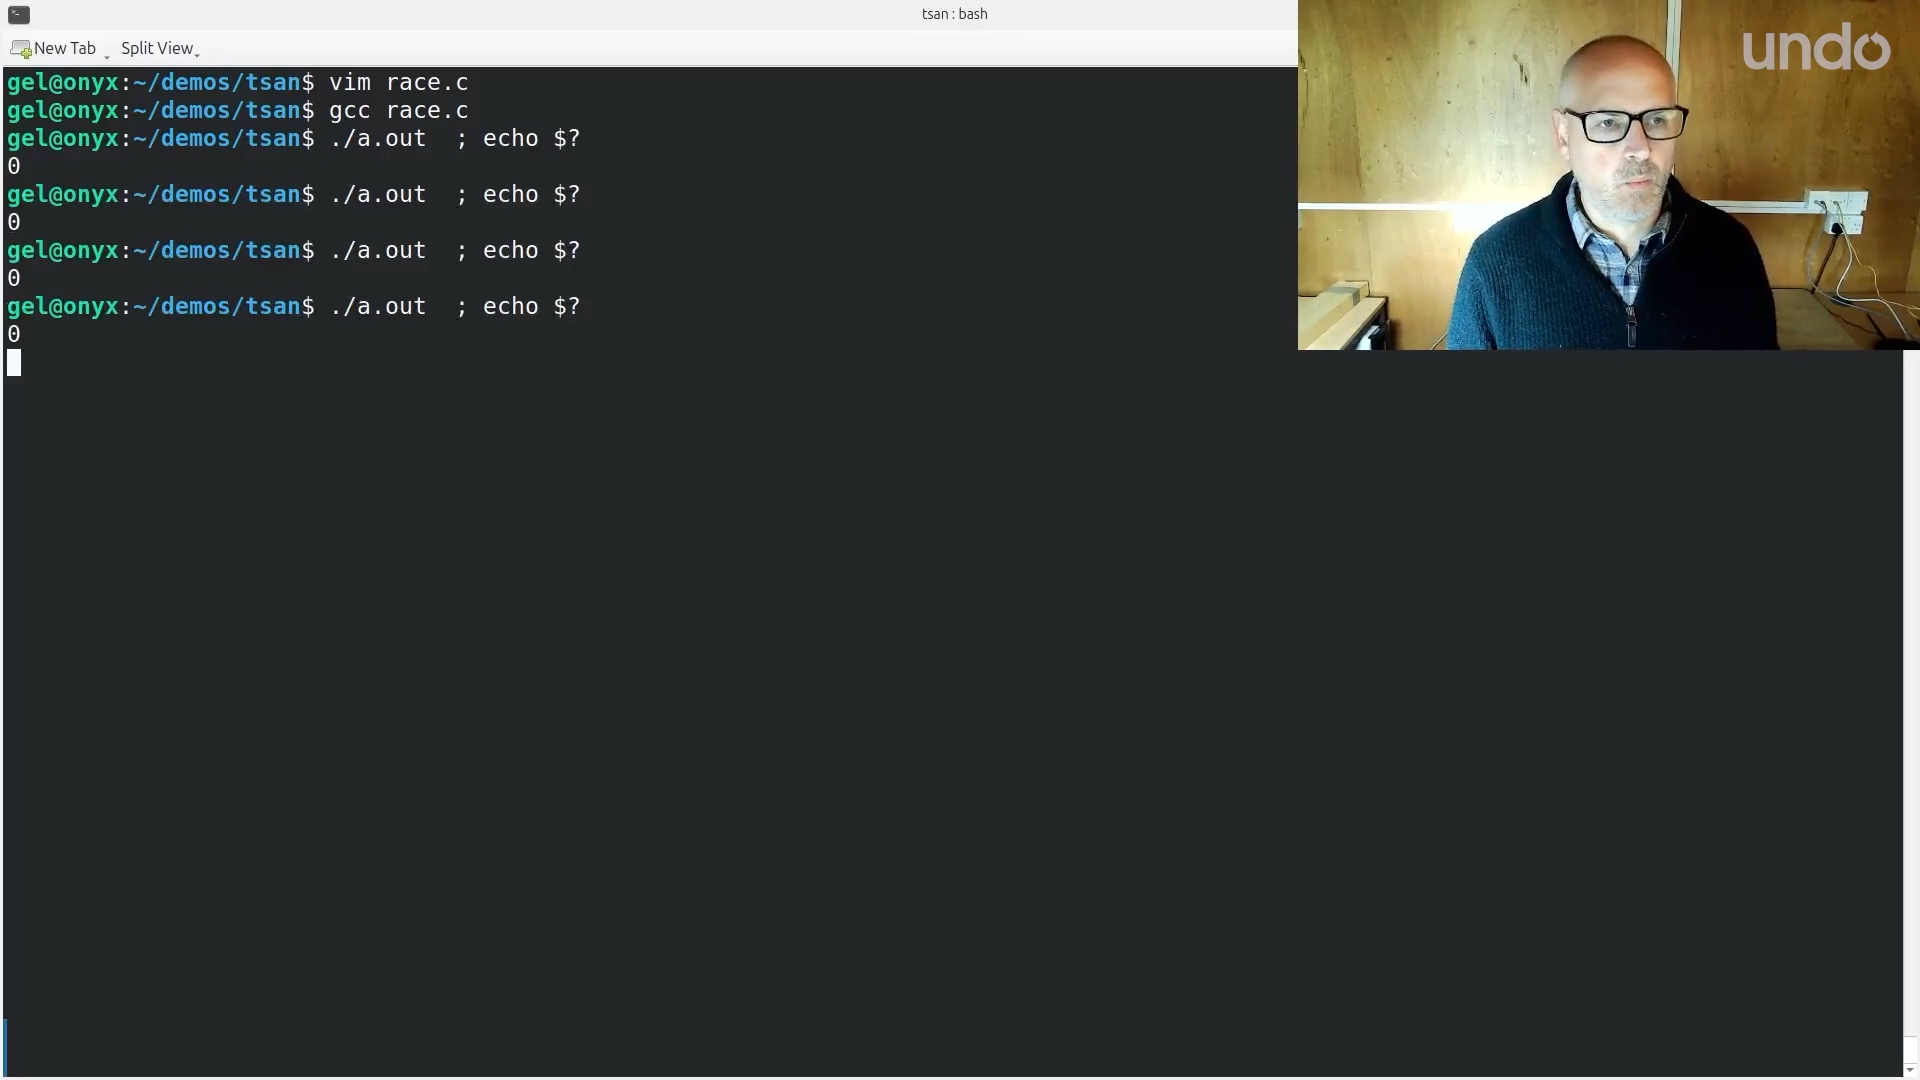 tsan : bash
New Tab Split View
gel@onyx:~/demos/tsan$ vim race.c
gel@onyx:~/demos/tsan$ gcc race.c
gel@onyx:~/demos/tsan$ ./a.out  ; echo $?
0
gel@onyx:~/demos/tsan$ ./a.out  ; echo $?
0
gel@onyx:~/demos/tsan$ ./a.out  ; echo $?
0
gel@onyx:~/demos/tsan$ ./a.out  ; echo $?
0
undo